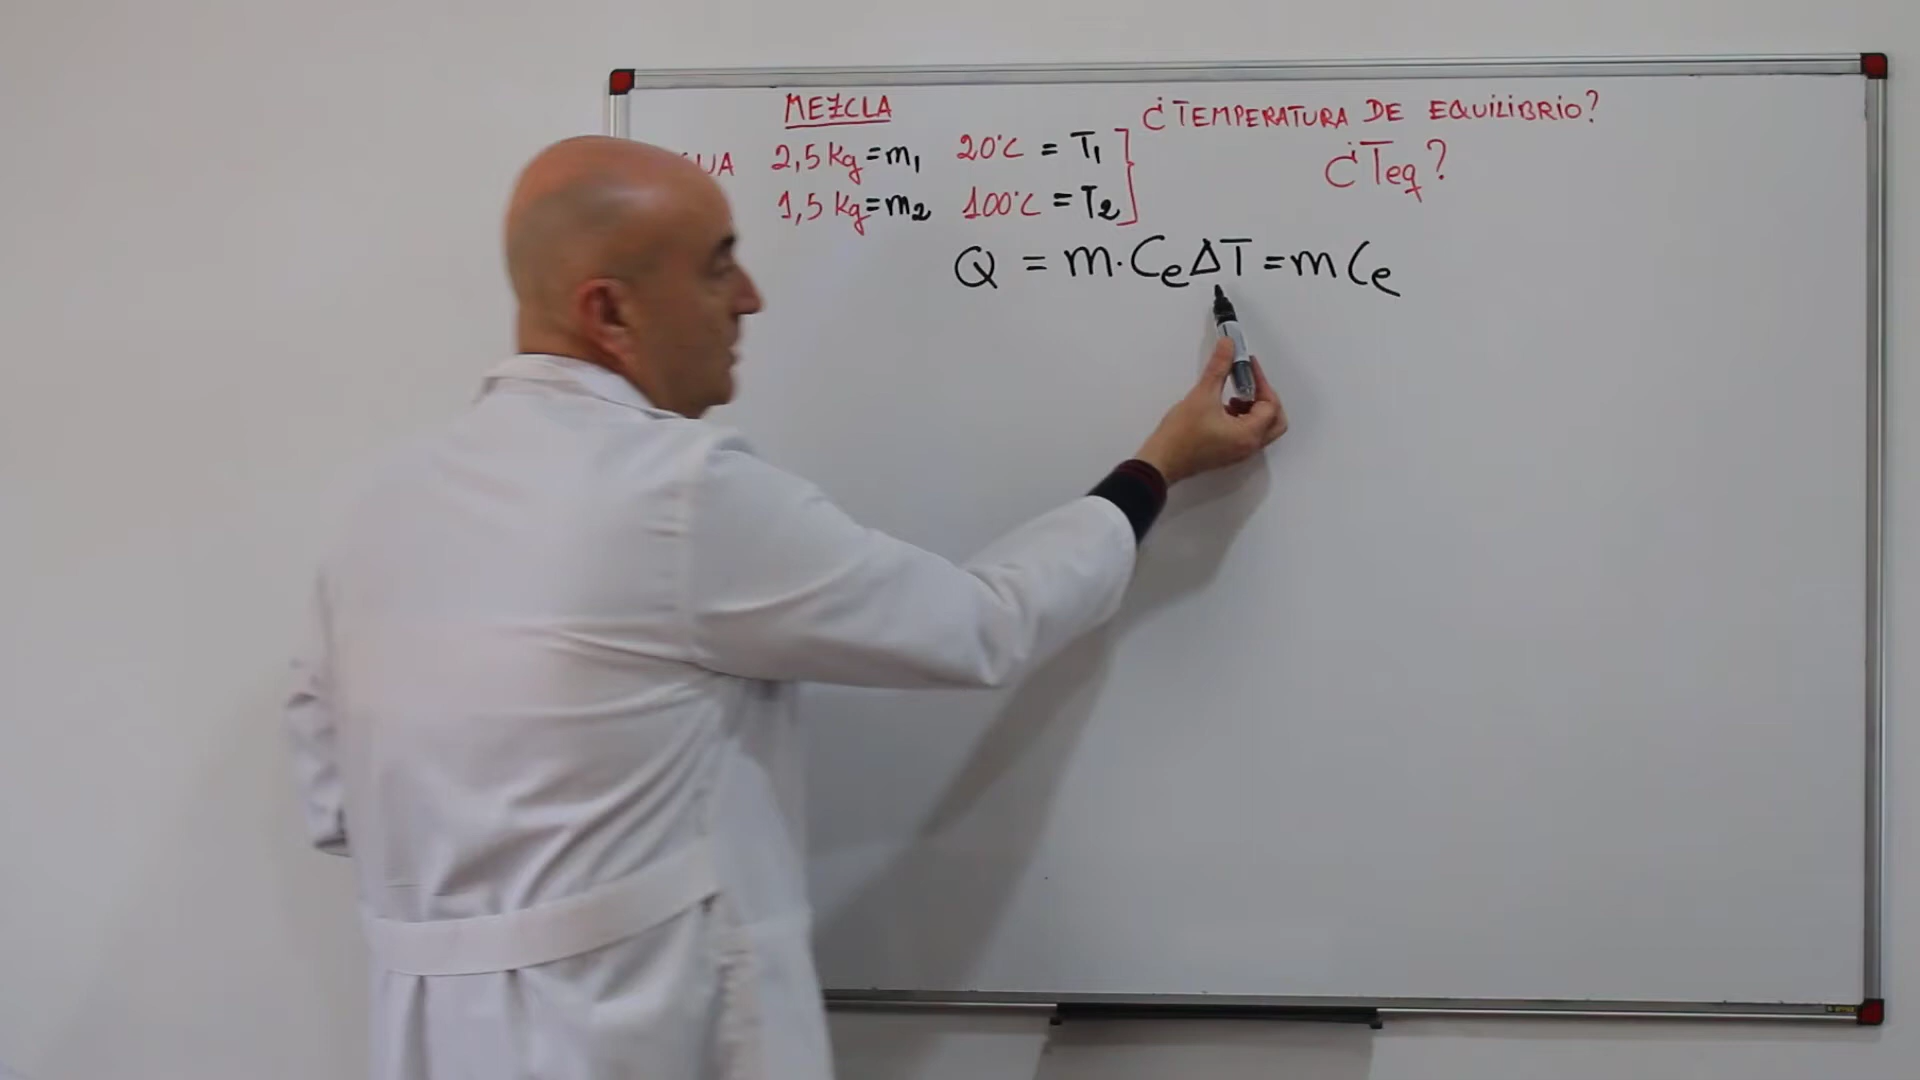 MEZCLA
¿TEMPERATURA DE EQUILIBRIO?
2,5 Kg = m₁ 20°C = T₁
¿Teq?
1,5 Kg = m₂ 100°C = T₂
Q = m · Ce ΔT = m Ce